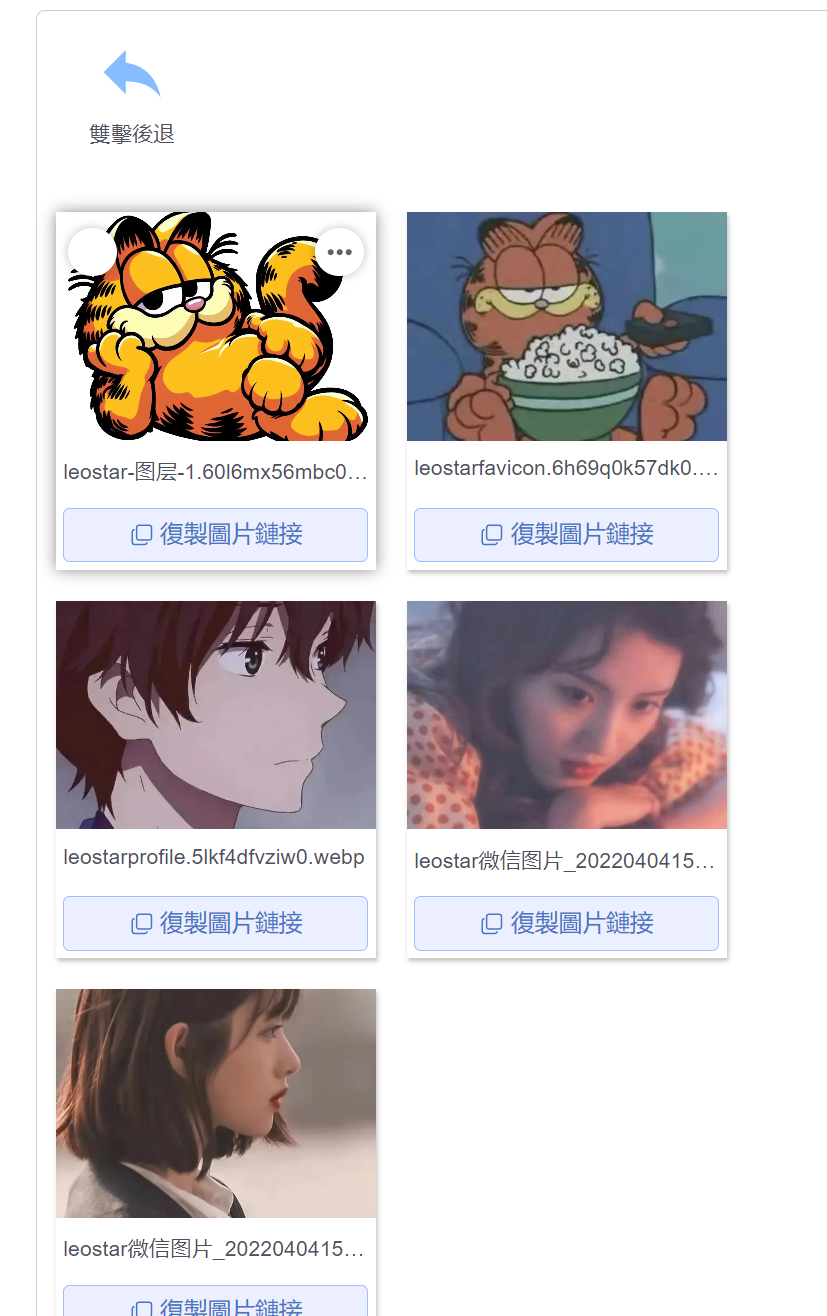 雙擊後退
leostar-图层-1.60l6mx56mbc0…
leostarfavicon.6h69q0k57dk0.…
復製圖片鏈接
復製圖片鏈接
leostarprofile.5lkf4dfvziw0.webp
leostar微信图片_2022040415…
復製圖片鏈接
復製圖片鏈接
leostar微信图片_2022040415…
復製圖片鏈接